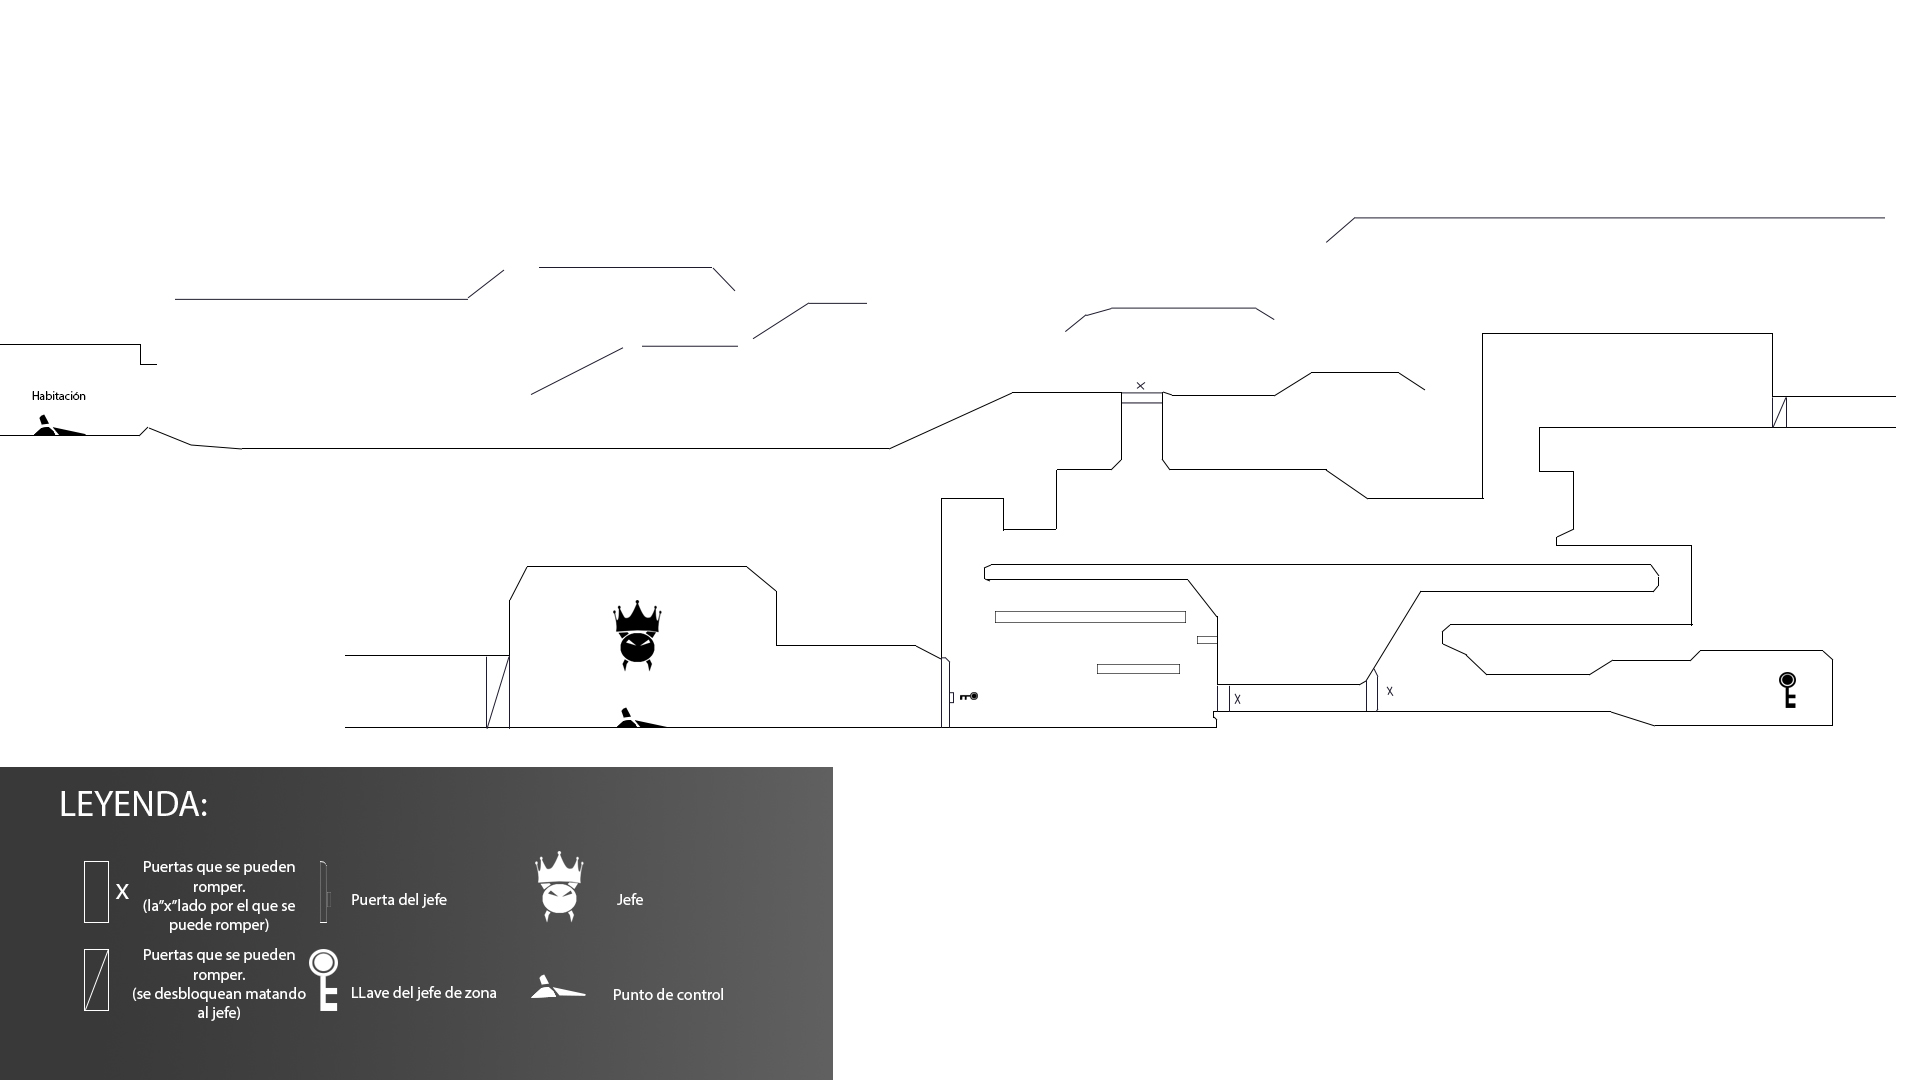 Habitación
X
X
X
LEYENDA:
X
Puertas que se pueden
romper.
(la"x"lado por el que se
puede romper)
Puerta del jefe
Jefe
Puertas que se pueden
romper.
(se desbloquean matando
al jefe)
LLave del jefe de zona
Punto de control